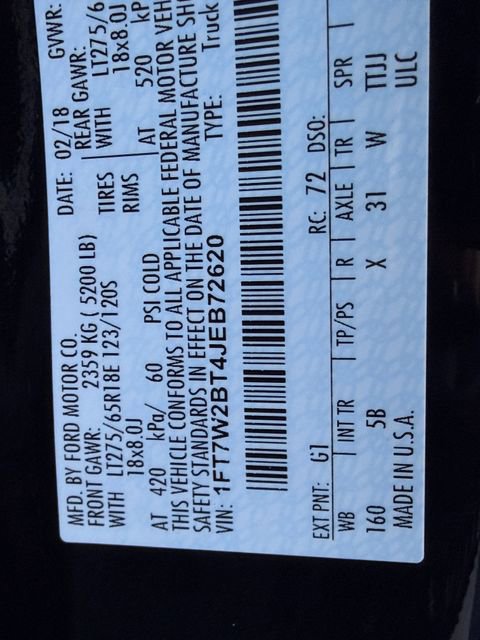 MFD. BY FORD MOTOR CO. DATE: 02/18 GVWR:
FRONT GAWR: 2359 KG ( 5200 LB) REAR GAWR:
WITH LT275/65R18E 123/120S TIRES WITH LT275/6
18x8.0J RIMS 18x8.0J
AT 420 kPa/ 60 PSI COLD AT 520 kP
THIS VEHICLE CONFORMS TO ALL APPLICABLE FEDERAL MOTOR VEH
SAFETY STANDARDS IN EFFECT ON THE DATE OF MANUFACTURE SHO
VIN: 1FT7W2BT4JEB72620 TYPE: Truck
EXT PNT: G1 RC: 72 DSO:
WB INT TR TP/PS R AXLE TR SPR
160 5B X 31 W TTJJ
MADE IN U.S.A. ULC